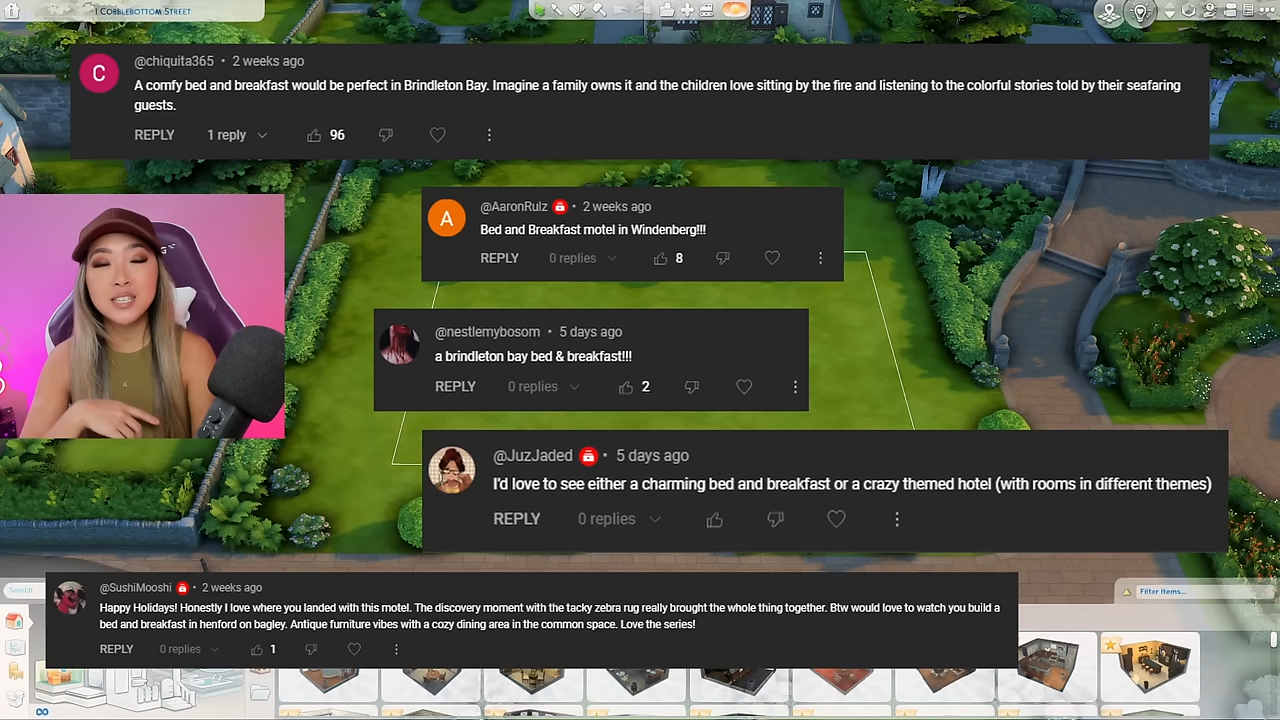 1 COBBLEBOTTOM STREET
C
@chiquita365 • 2 weeks ago
A comfy bed and breakfast would be perfect in Brindleton Bay. Imagine a family owns it and the children love sitting by the fire and listening to the colorful stories told by their seafaring
guests.
REPLY 1 reply 96
A
@AaronRulz • 2 weeks ago
Bed and Breakfast motel in Windenberg!!!
REPLY 0 replies 8
@nestlemybosom • 5 days ago
a brindleton bay bed & breakfast!!!
REPLY 0 replies 2
@JuzJaded • 5 days ago
I'd love to see either a charming bed and breakfast or a crazy themed hotel (with rooms in different themes)
REPLY 0 replies
@SushiMooshi • 2 weeks ago
Happy Holidays! Honestly I love where you landed with this motel. The discovery moment with the tacky zebra rug really brought the whole thing together. Btw would love to watch you build a
bed and breakfast in henford on bagley. Antique furniture vibes with a cozy dining area in the common space. Love the series!
REPLY 0 replies 1
Search
Filter Items...